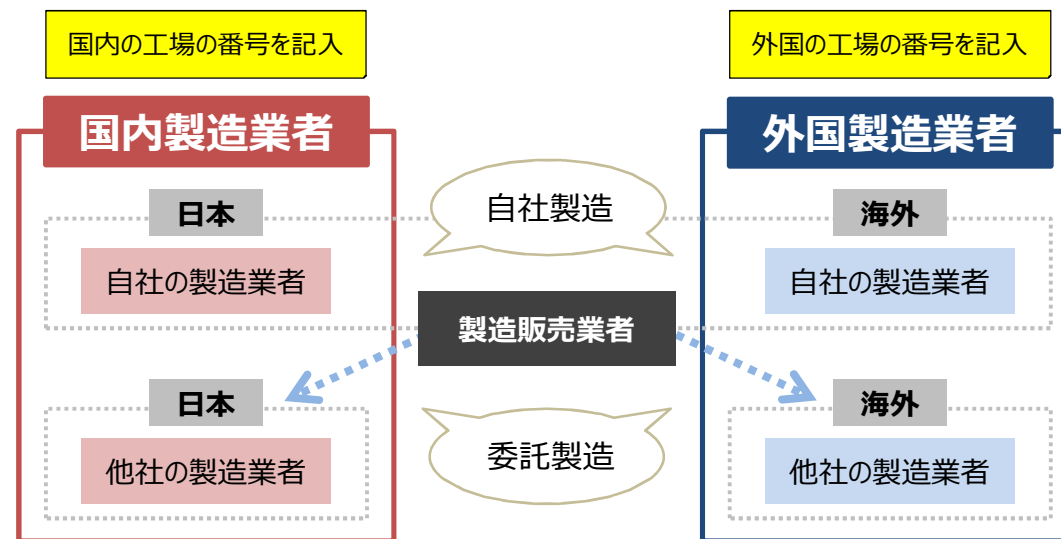 国内の工場の番号を記入
外国の工場の番号を記入
国内製造業者
外国製造業者
日本
自社製造
海外
自社の製造業者
自社の製造業者
製造販売業者
日本
海外
他社の製造業者
委託製造
他社の製造業者